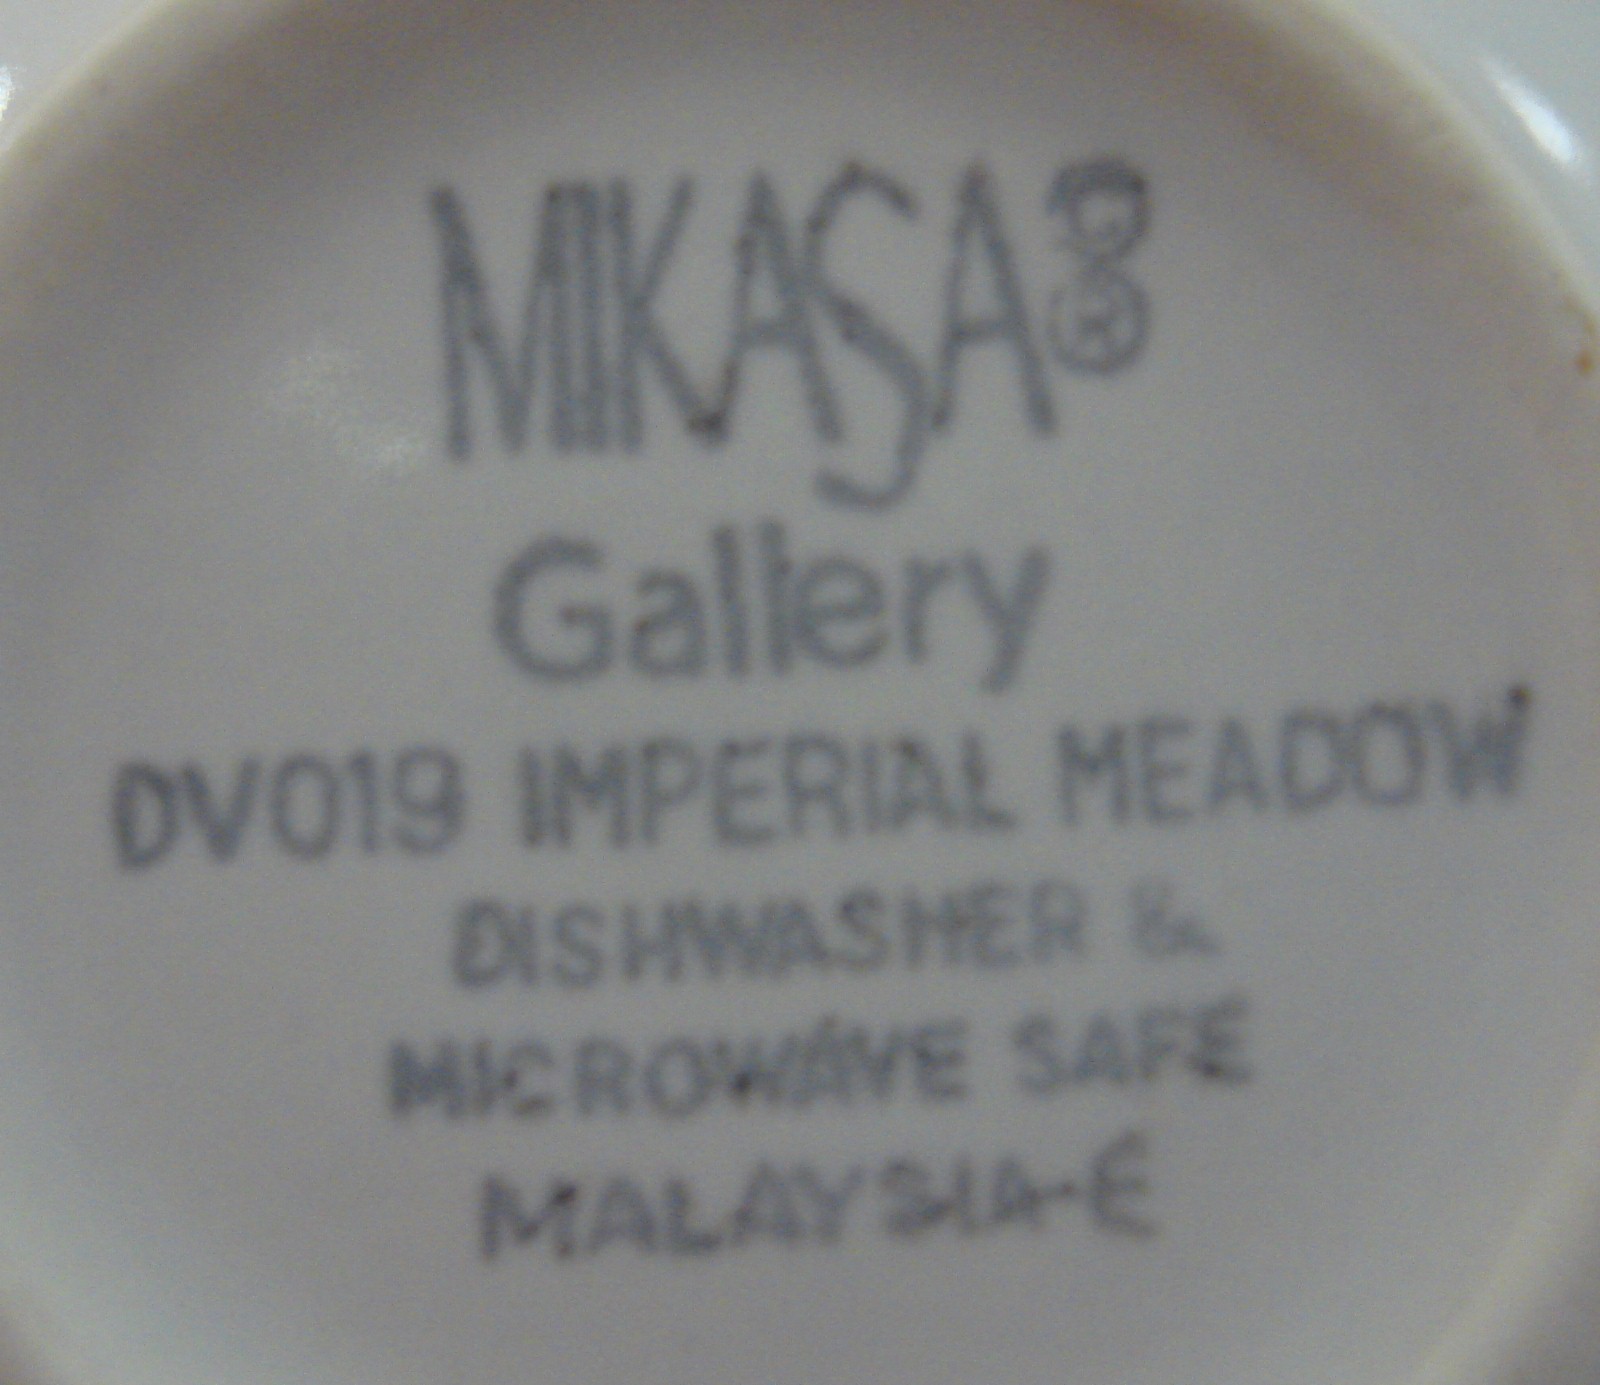 MIKASA®
Gallery
DV019 IMPERIAL MEADOW
DISHWASHER &
MICROWAVE SAFE
MALAYSIA-E